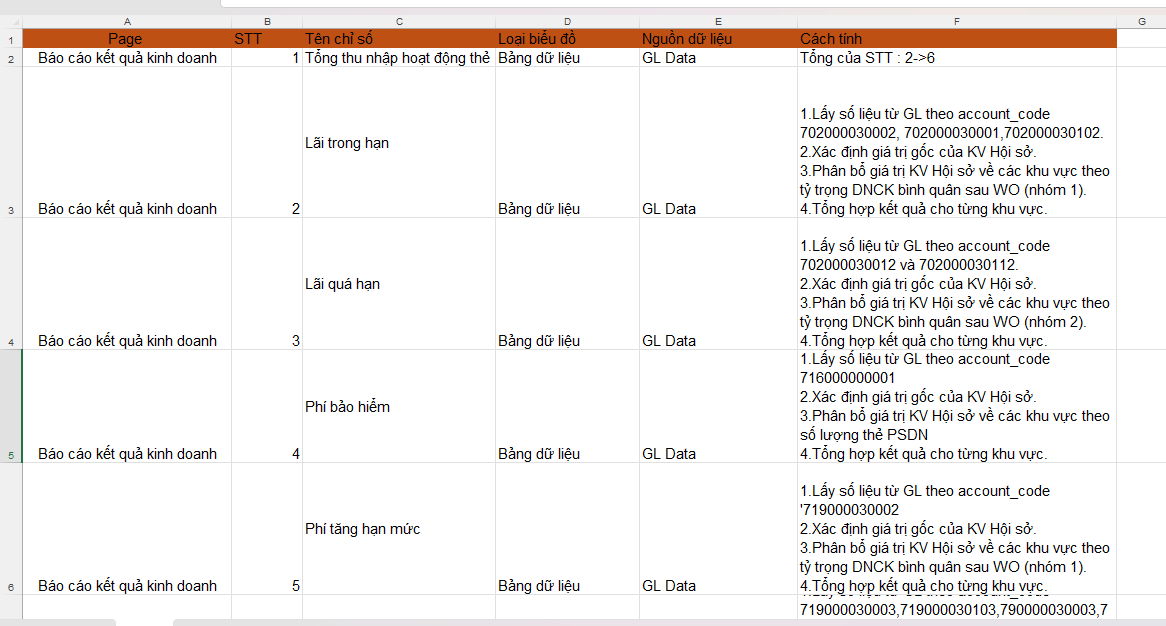 A B C D E F G
1 Page STT Tên chỉ số Loại biểu đồ Nguồn dữ liệu Cách tính
2 Báo cáo kết quả kinh doanh 1 Tổng thu nhập hoạt động thẻ Bảng dữ liệu GL Data Tổng của STT : 2->6
1.Lấy số liệu từ GL theo account_code
702000030002, 702000030001,702000030102.
Lãi trong hạn
2.Xác định giá trị gốc của KV Hội sở.
3.Phân bổ giá trị KV Hội sở về các khu vực theo
tỷ trọng DNCK bình quân sau WO (nhóm 1).
3 Báo cáo kết quả kinh doanh 2 Bảng dữ liệu GL Data 4.Tổng hợp kết quả cho từng khu vực.
1.Lấy số liệu từ GL theo account_code
702000030012 và 702000030112.
Lãi quá hạn 2.Xác định giá trị gốc của KV Hội sở.
3.Phân bổ giá trị KV Hội sở về các khu vực theo
tỷ trọng DNCK bình quân sau WO (nhóm 2).
4 Báo cáo kết quả kinh doanh 3 Bảng dữ liệu GL Data 4.Tổng hợp kết quả cho từng khu vực.
1.Lấy số liệu từ GL theo account_code
716000000001
2.Xác định giá trị gốc của KV Hội sở.
Phí bảo hiểm
3.Phân bổ giá trị KV Hội sở về các khu vực theo
số lượng thẻ PSDN
5 Báo cáo kết quả kinh doanh 4 Bảng dữ liệu GL Data 4.Tổng hợp kết quả cho từng khu vực.
1.Lấy số liệu từ GL theo account_code
'719000030002
Phí tăng hạn mức 2.Xác định giá trị gốc của KV Hội sở.
3.Phân bổ giá trị KV Hội sở về các khu vực theo
tỷ trọng DNCK bình quân sau WO (nhóm 1).
6 Báo cáo kết quả kinh doanh 5 Bảng dữ liệu GL Data 4.Tổng hợp kết quả cho từng khu vực.
719000030003,719000030103,790000030003,7